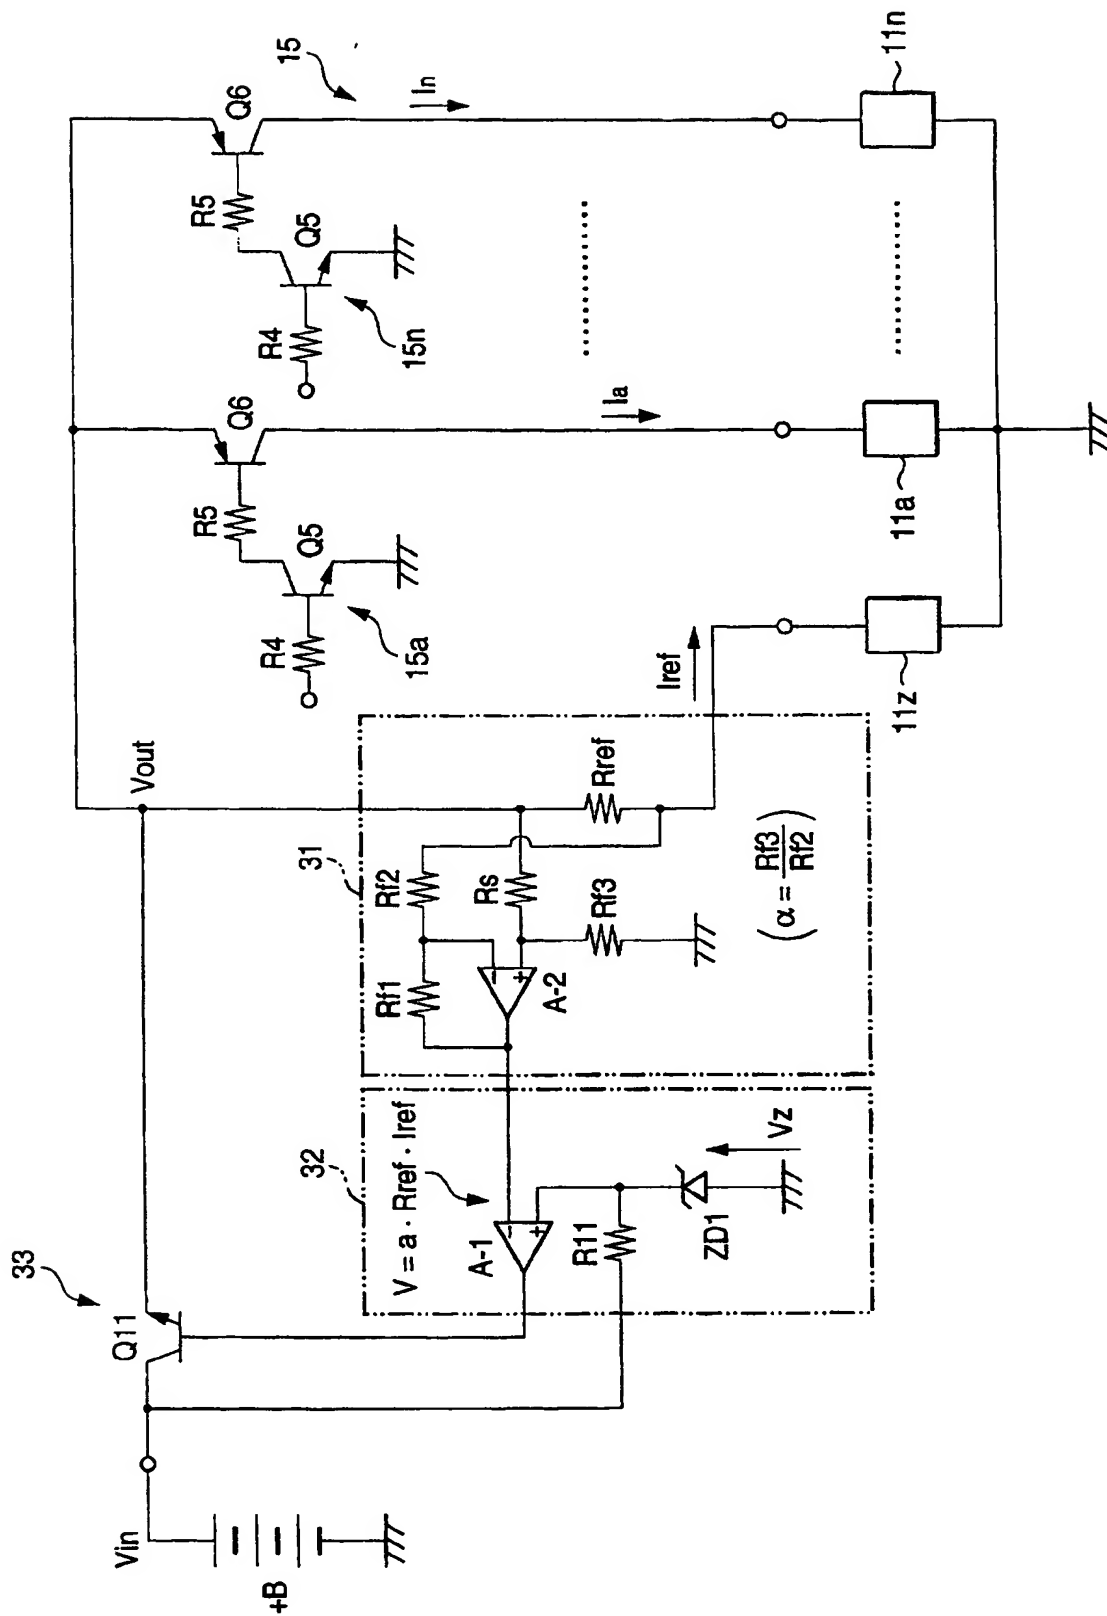 33
Q11
Vin
+B
32
V = a · Rref · Iref
A-1
R11
ZD1
Vz
31
Rf2
Rf1
Rs
Rf3
A-2
Rref
(α = Rf3
Rf2)
Vout
Iref
11z
R4
Q5
R5
Q6
15a
Ia
11a
R4
Q5
R5
Q6
15n
15
In
11n